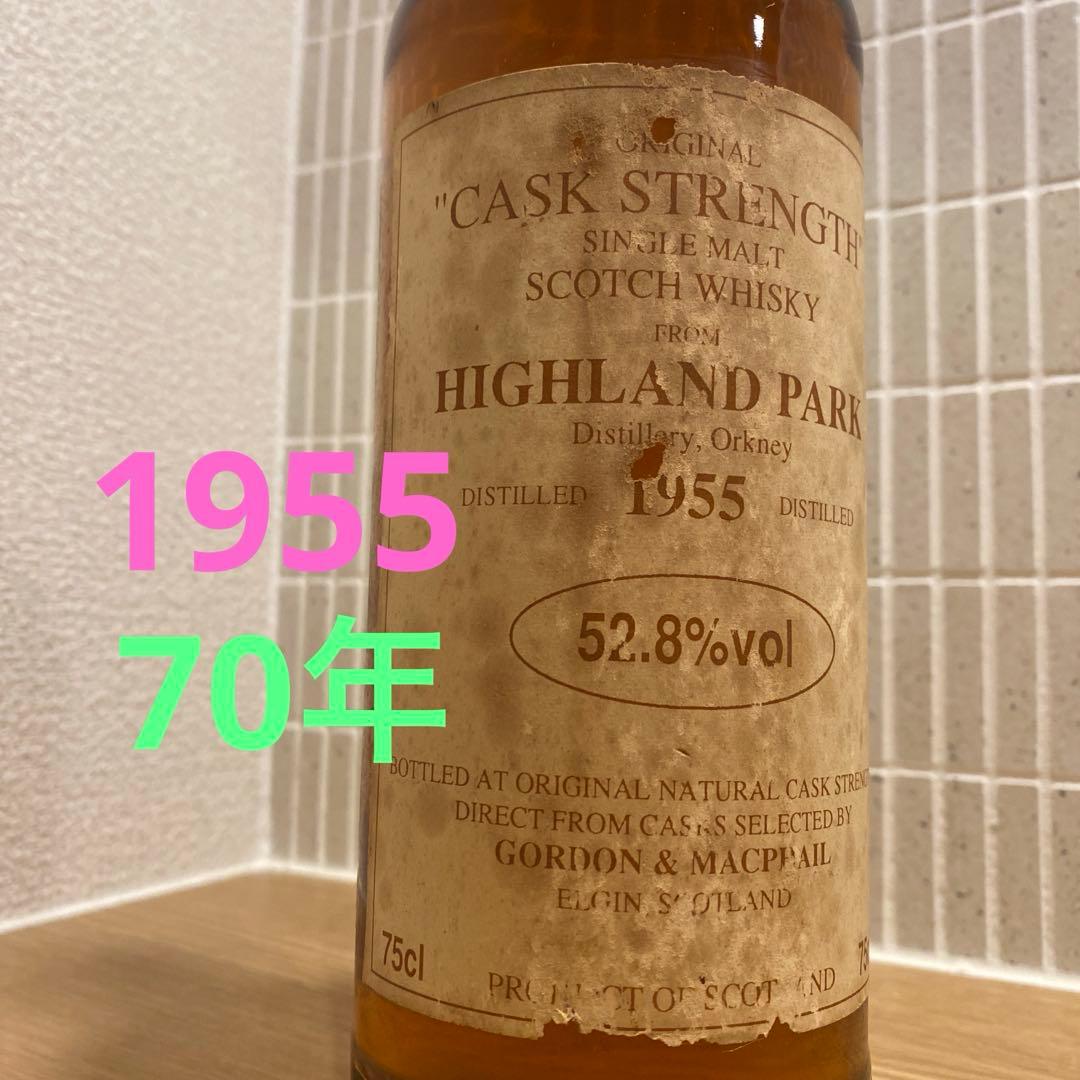 ORIGINAL
"CASK STRENGTH"
SINGLE MALT
SCOTCH WHISKY
FROM
HIGHLAND PARK
Distillery, Orkney
DISTILLED 1955 DISTILLED
52.8%vol
BOTTLED AT ORIGINAL NATURAL CASK
DIRECT FROM CASKS SELECTED BY
GORDON & MACPHAIL
ELGIN, SCOTLAND
75cl
PRODUCT OF SCOTLAND
1955
70年